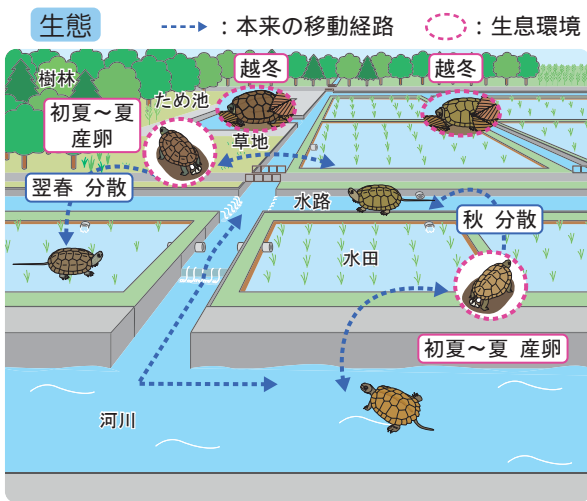 生態
：本来の移動経路
：生息環境
樹林
越冬
越冬
ため池
初夏～夏
産卵
草地
翌春 分散
水路
秋 分散
水田
初夏～夏 産卵
河川